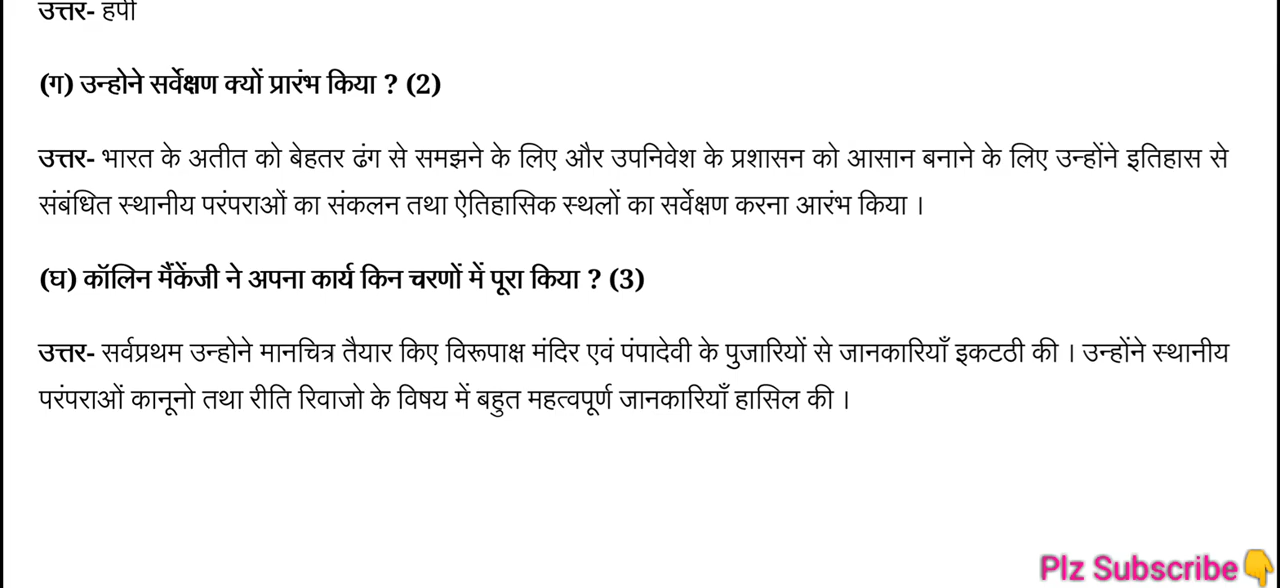 उत्तर- हपी
(ग) उन्होने सर्वेक्षण क्यों प्रारंभ किया ? (2)
उत्तर- भारत के अतीत को बेहतर ढंग से समझने के लिए और उपनिवेश के प्रशासन को आसान बनाने के लिए उन्होंने इतिहास से
संबंधित स्थानीय परंपराओं का संकलन तथा ऐतिहासिक स्थलों का सर्वेक्षण करना आरंभ किया ।
(घ) कॉलिन मैंकेंजी ने अपना कार्य किन चरणों में पूरा किया ? (3)
उत्तर- सर्वप्रथम उन्होने मानचित्र तैयार किए विरूपाक्ष मंदिर एवं पंपादेवी के पुजारियों से जानकारियाँ इकटठी की । उन्होंने स्थानीय
परंपराओं कानूनो तथा रीति रिवाजो के विषय में बहुत महत्वपूर्ण जानकारियाँ हासिल की ।
Plz Subscribe👇